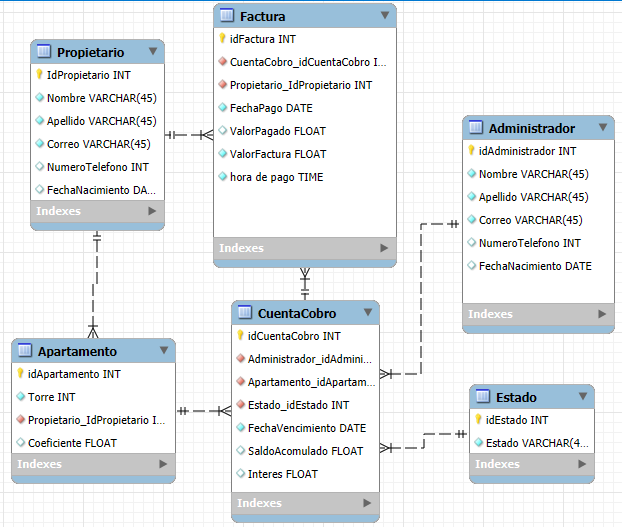 Propietario
IdPropietario INT
Nombre VARCHAR(45)
Apellido VARCHAR(45)
Correo VARCHAR(45)
NumeroTelefono INT
FechaNacimiento DA...
Indexes
Factura
idFactura INT
CuentaCobro_idCuentaCobro I...
Propietario_IdPropietario INT
FechaPago DATE
ValorPagado FLOAT
ValorFactura FLOAT
hora de pago TIME
Indexes
Administrador
idAdministrador INT
Nombre VARCHAR(45)
Apellido VARCHAR(45)
Correo VARCHAR(45)
NumeroTelefono INT
FechaNacimiento DATE
Indexes
Apartamento
idApartamento INT
Torre INT
Propietario_IdPropietario I...
Coeficiente FLOAT
Indexes
CuentaCobro
idCuentaCobro INT
Administrador_idAdmini...
Apartamento_idApartam...
Estado_idEstado INT
FechaVencimiento DATE
SaldoAcomulado FLOAT
Interes FLOAT
Indexes
Estado
idEstado INT
Estado VARCHAR(4...
Indexes